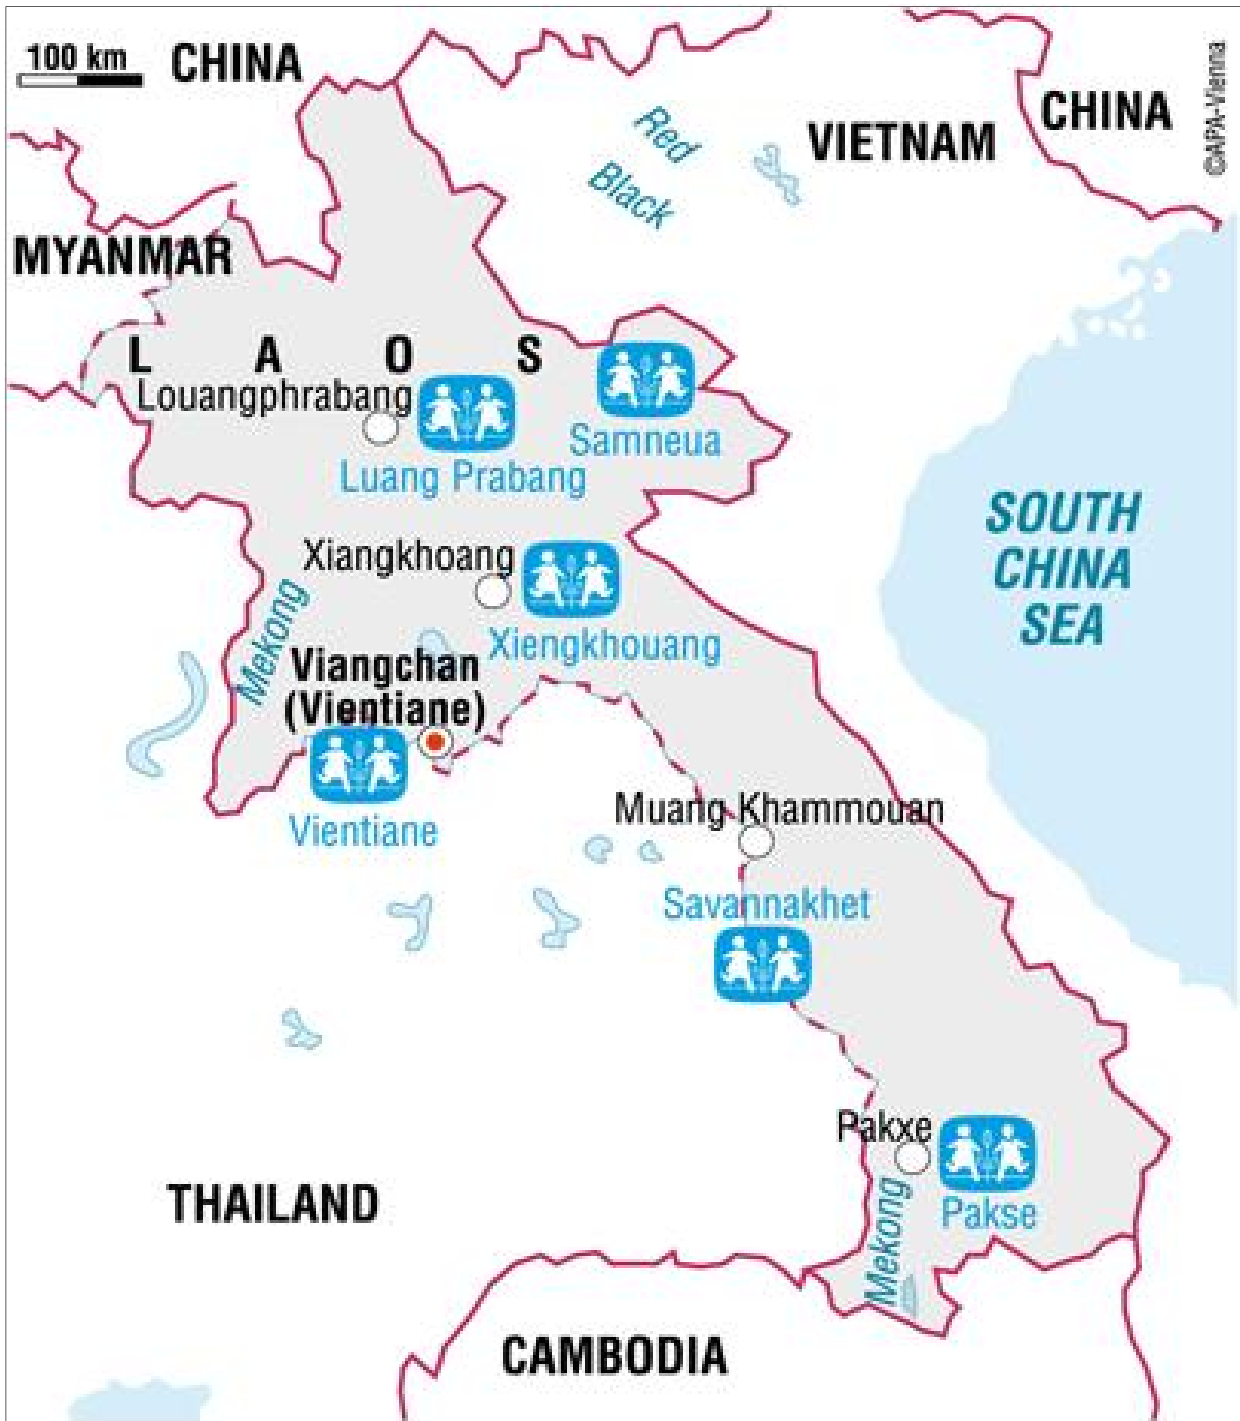 100 km
CHINA
©APA-Vienna
CHINA
Red
VIETNAM
Black
MYANMAR
L A O S
Louangphrabang
Samneua
Luang Prabang
SOUTH
CHINA
SEA
Xiangkhoang
Mekong
Xiengkhouang
Viangchan
(Vientiane)
Vientiane
Muang Khammouan
Savannakhet
Pakxe
Pakse
Mekong
THAILAND
CAMBODIA